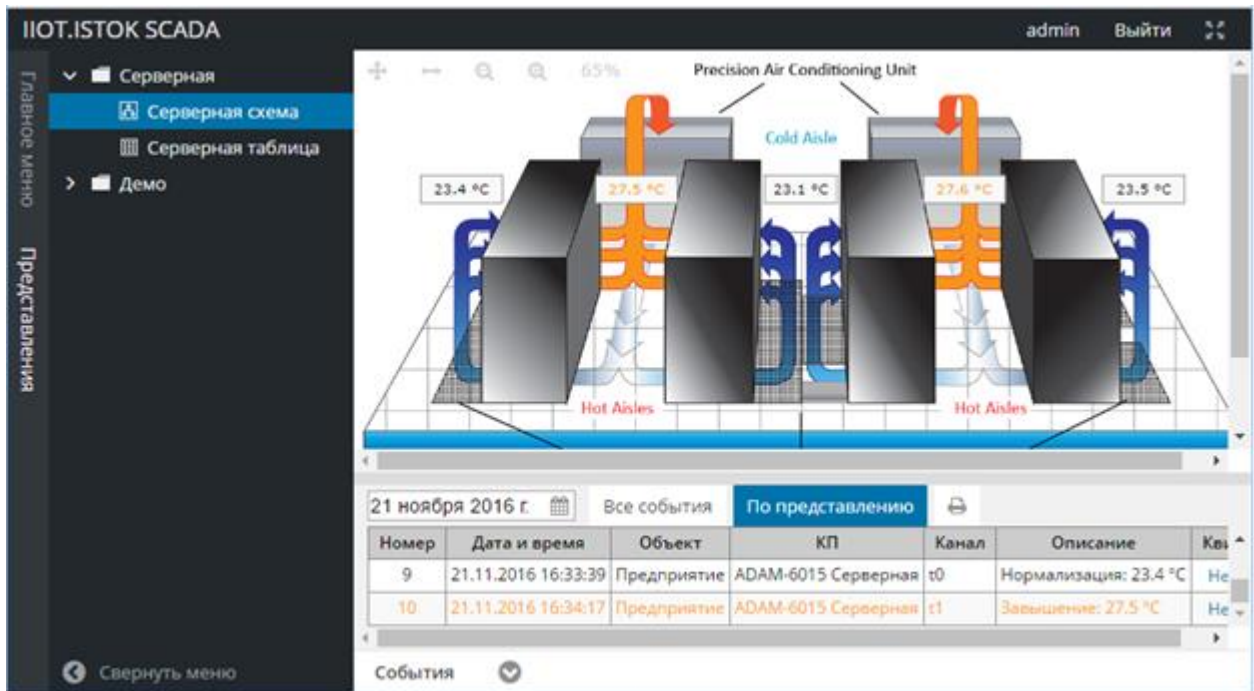 IIOT.ISTOK SCADA
admin Выйти
Главное меню
Представления
Серверная
Серверная схема
Серверная таблица
Демо
Свернуть меню
65%
Precision Air Conditioning Unit
Cold Aisle
23.4 °C 27.5 °C 23.1 °C 27.6 °C 23.5 °C
Hot Aisles Hot Aisles
21 ноября 2016 г. Все события По представлению
Номер Дата и время Объект КП Канал Описание
9 21.11.2016 16:33:39 Предприятие ADAM-6015 Серверная t0 Нормализация: 23.4 °C Не
10 21.11.2016 16:34:17 Предприятие ADAM-6015 Серверная t1 Завышение: 27.5 °C Не
События